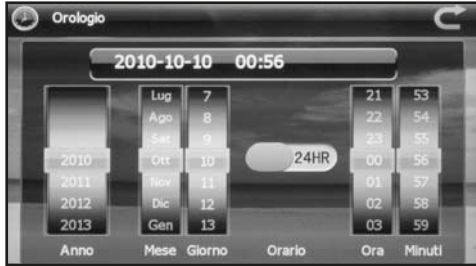 Orologio
2010-10-10 00:56
Lug 7 21 53
Ago 8 22 54
Set 9 23 55
2010 Ott 10 24HR 00 56
2011 Nov 11 01 57
2012 Dic 12 02 58
2013 Gen 13 03 59
Anno Mese Giorno Orario Ora Minuti